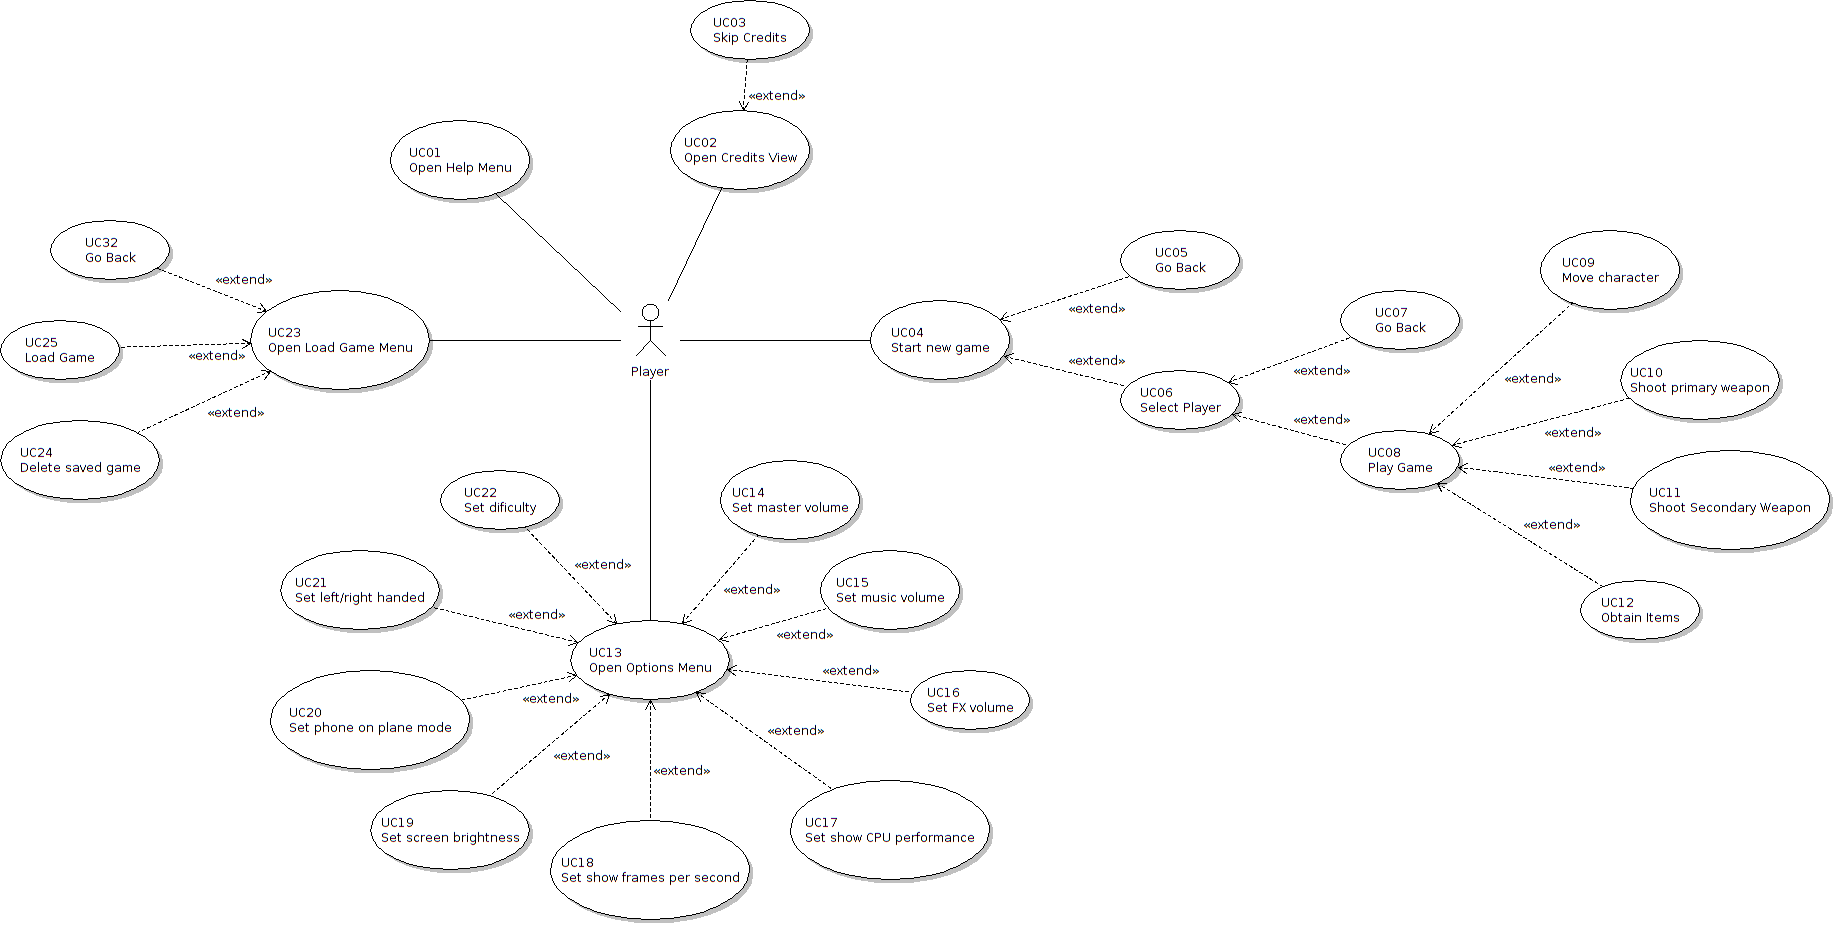 UC03
Skip Credits
«extend»
UC01
Open Help Menu
UC02
Open Credits View
UC32
Go Back
«extend»
UC25
Load Game
«extend»
UC23
Open Load Game Menu
UC24
Delete saved game
«extend»
Player
UC04
Start new game
UC05
Go Back
«extend»
«extend»
UC06
Select Player
UC07
Go Back
«extend»
«extend»
UC08
Play Game
UC09
Move character
«extend»
UC10
Shoot primary weapon
«extend»
UC11
Shoot Secondary Weapon
«extend»
UC12
Obtain Items
«extend»
UC22
Set dificulty
«extend»
UC14
Set master volume
«extend»
UC21
Set left/right handed
«extend»
UC15
Set music volume
«extend»
UC13
Open Options Menu
UC20
Set phone on plane mode
«extend»
UC16
Set FX volume
«extend»
UC19
Set screen brightness
«extend»
UC18
Set show frames per second
«extend»
UC17
Set show CPU performance
«extend»